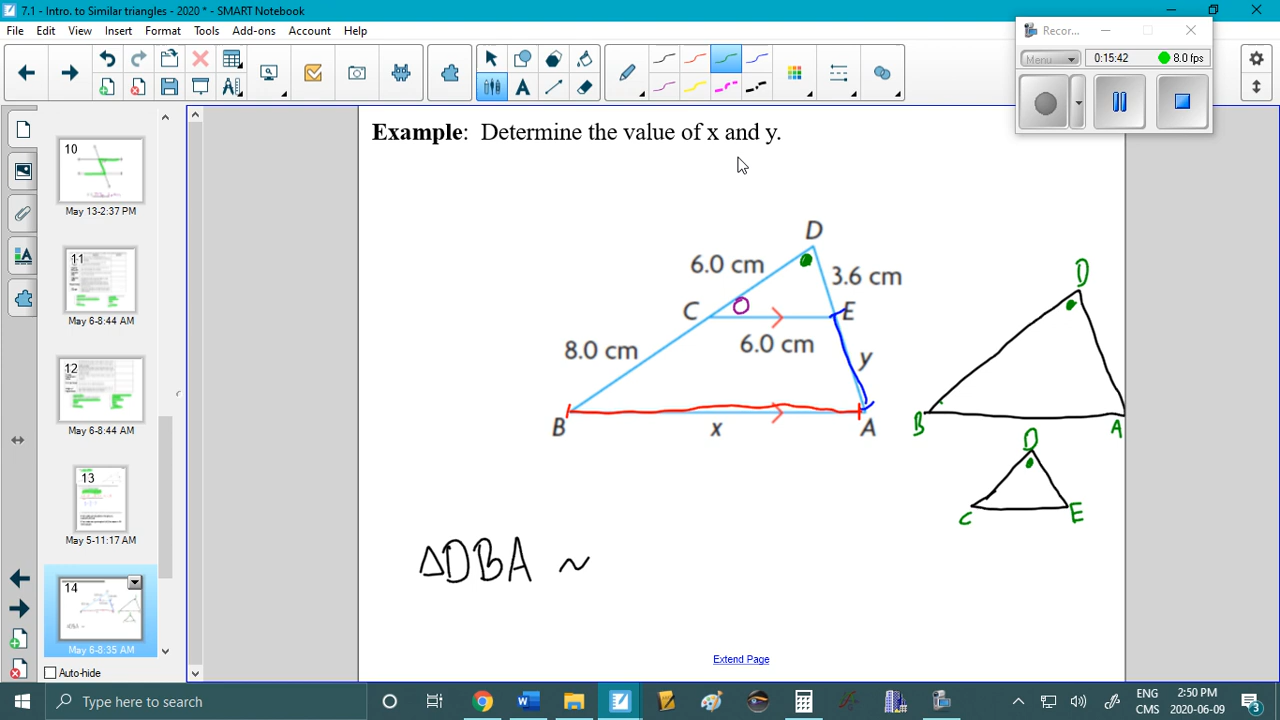 7.1 - Intro. to Similar triangles - 2020 * - SMART Notebook
File Edit View Insert Format Tools Add-ons Account Help
Recor...
Menu
0:15:42
8.0 fps
Example: Determine the value of x and y.
10
May 13-2:37 PM
11
May 6-8:44 AM
12
May 6-8:44 AM
13
May 5-11:17 AM
14
May 6-8:35 AM
Auto-hide
D
6.0 cm
3.6 cm
C
E
6.0 cm
8.0 cm
y
B
x
A
D
B
A
D
C
E
ΔDBA ~
Extend Page
Type here to search
ENG
CMS
2:50 PM
2020-06-09
3